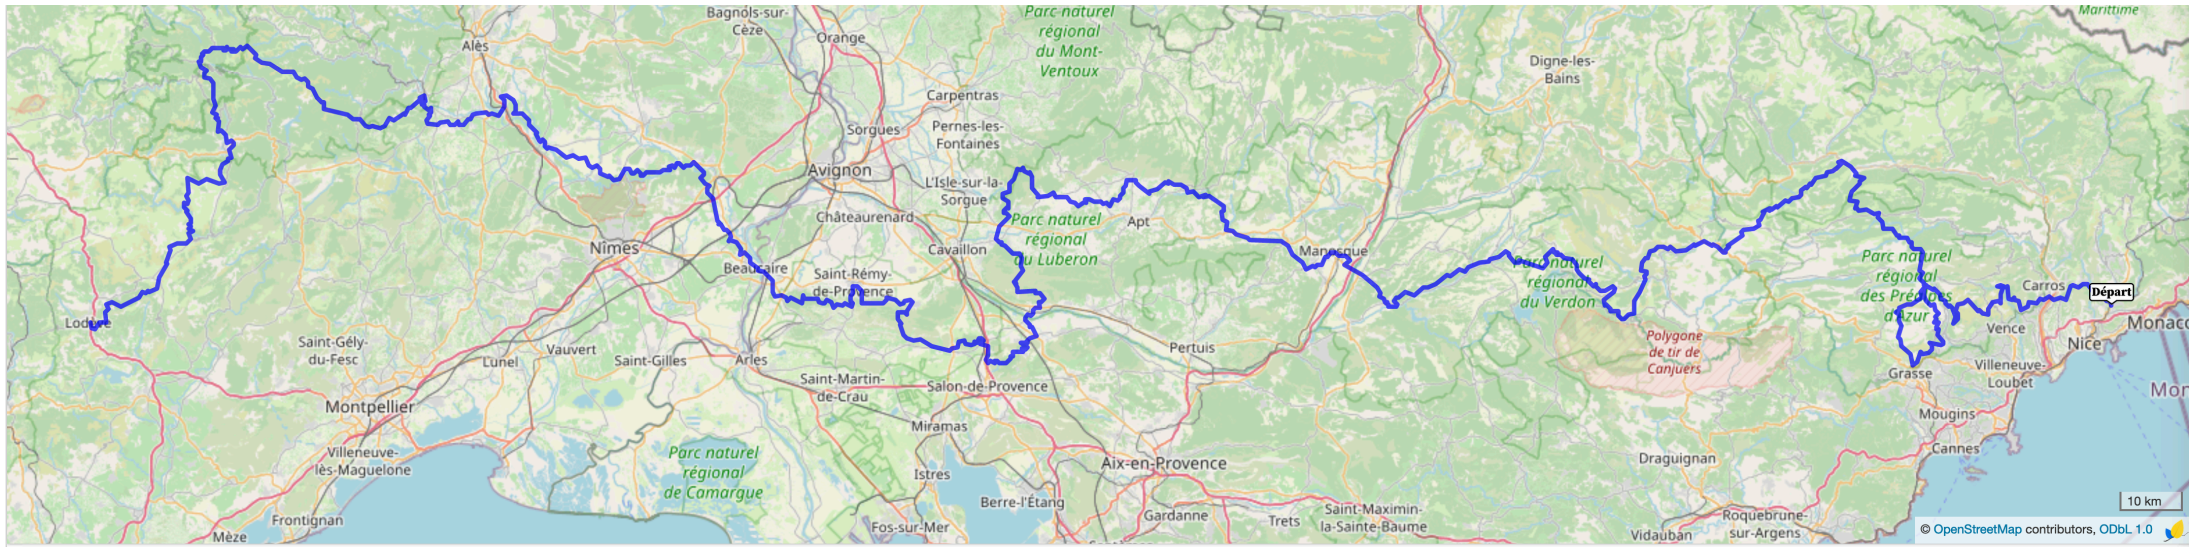 Bagnols-sur-
Cèze
Parc naturel
régional
du Mont-
Ventoux
Marittime
Alès
Orange
Digne-les-
Bains
Carpentras
Sorgues
Pernes-les-
Fontaines
Avignon
L'Isle-sur-la-
Sorgue
Châteaurenard
Parc naturel
régional
du Luberon
Apt
Nîmes
Cavaillon
Manosque
Beaucaire
Saint-Rémy-
de-Provence
Parc naturel
régional
du Verdon
Parc naturel
régional
des Préalpes
d'Azur
Carros
Départ
Lodève
Vence
Monaco
Nice
Saint-Gély-
du-Fesc
Lunel
Vauvert
Saint-Gilles
Arles
Pertuis
Polygone
de tir de
Canjuers
Grasse
Villeneuve-
Loubet
Saint-Martin-
de-Crau
Salon-de-Provence
Mon
Montpellier
Miramas
Mougins
Cannes
Villeneuve-
lès-Maguelone
Parc naturel
régional
de Camargue
Istres
Aix-en-Provence
Draguignan
Berre-l'Étang
10 km
Frontignan
Mèze
Fos-sur-Mer
Gardanne
Trets
Saint-Maximin-
la-Sainte-Baume
Vidauban
Roquebrune-
sur-Argens
© OpenStreetMap contributors, ODbL 1.0